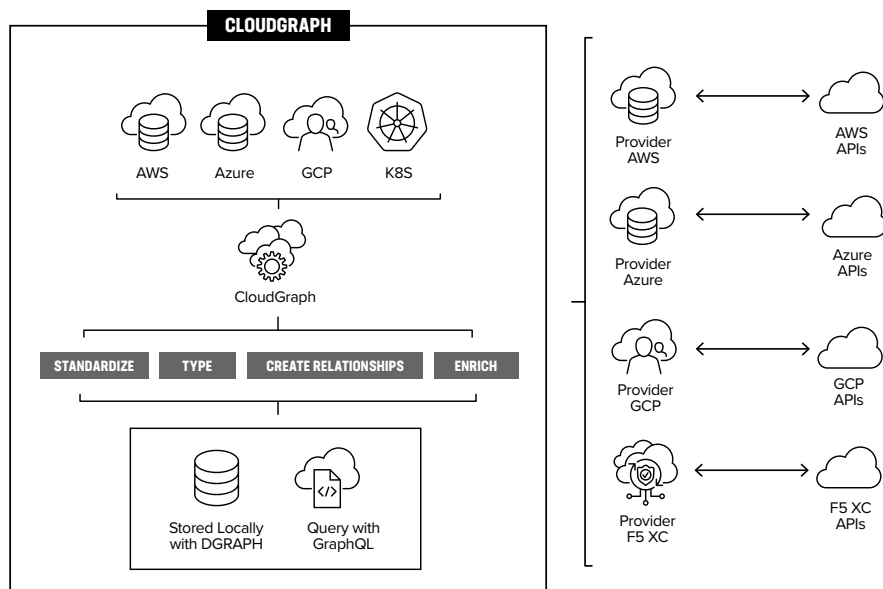 CLOUDGRAPH
AWS
Azure
GCP
K8S
CloudGraph
STANDARDIZE
TYPE
CREATE RELATIONSHIPS
ENRICH
Stored Locally
with DGRAPH
Query with
GraphQL
Provider
AWS
AWS
APIs
Provider
Azure
Azure
APIs
Provider
GCP
GCP
APIs
Provider
F5 XC
F5 XC
APIs